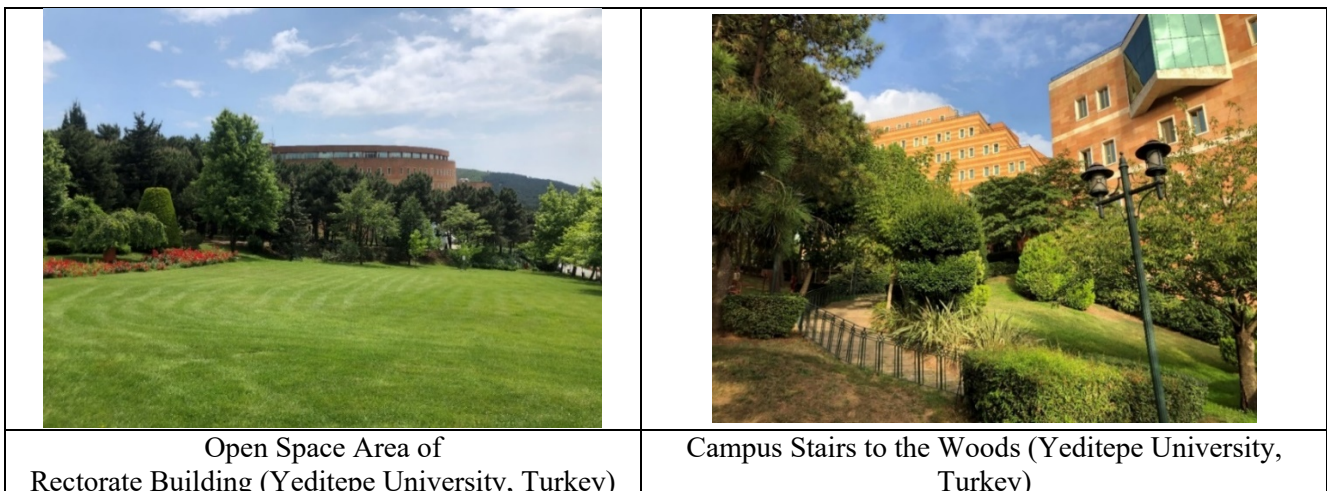 Open Space Area of
Rectorate Building (Yeditepe University, Turkey)
Campus Stairs to the Woods (Yeditepe University,
Turkey)